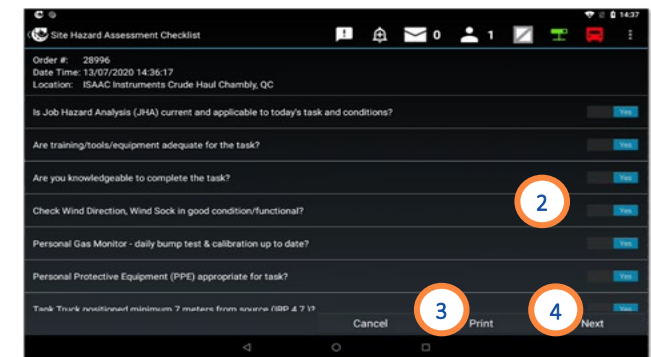 14:37
Site Hazard Assessment Checklist
0
1
Order #: 28996
Date Time: 13/07/2020 14:36:17
Location: ISAAC Instruments Crude Haul Chambly, QC
Is Job Hazard Analysis (JHA) current and applicable to today's task and conditions? Yes
Are training/tools/equipment adequate for the task? Yes
Are you knowledgeable to complete the task? Yes
2
Check Wind Direction, Wind Sock in good condition/functional? Yes
Personal Gas Monitor - daily bump test & calibration up to date? Yes
Personal Protective Equipment (PPE) appropriate for task? Yes
Tank Truck positioned minimum 7 meters from source (IRP 4.7.)? Yes
3 4
Cancel Print Next